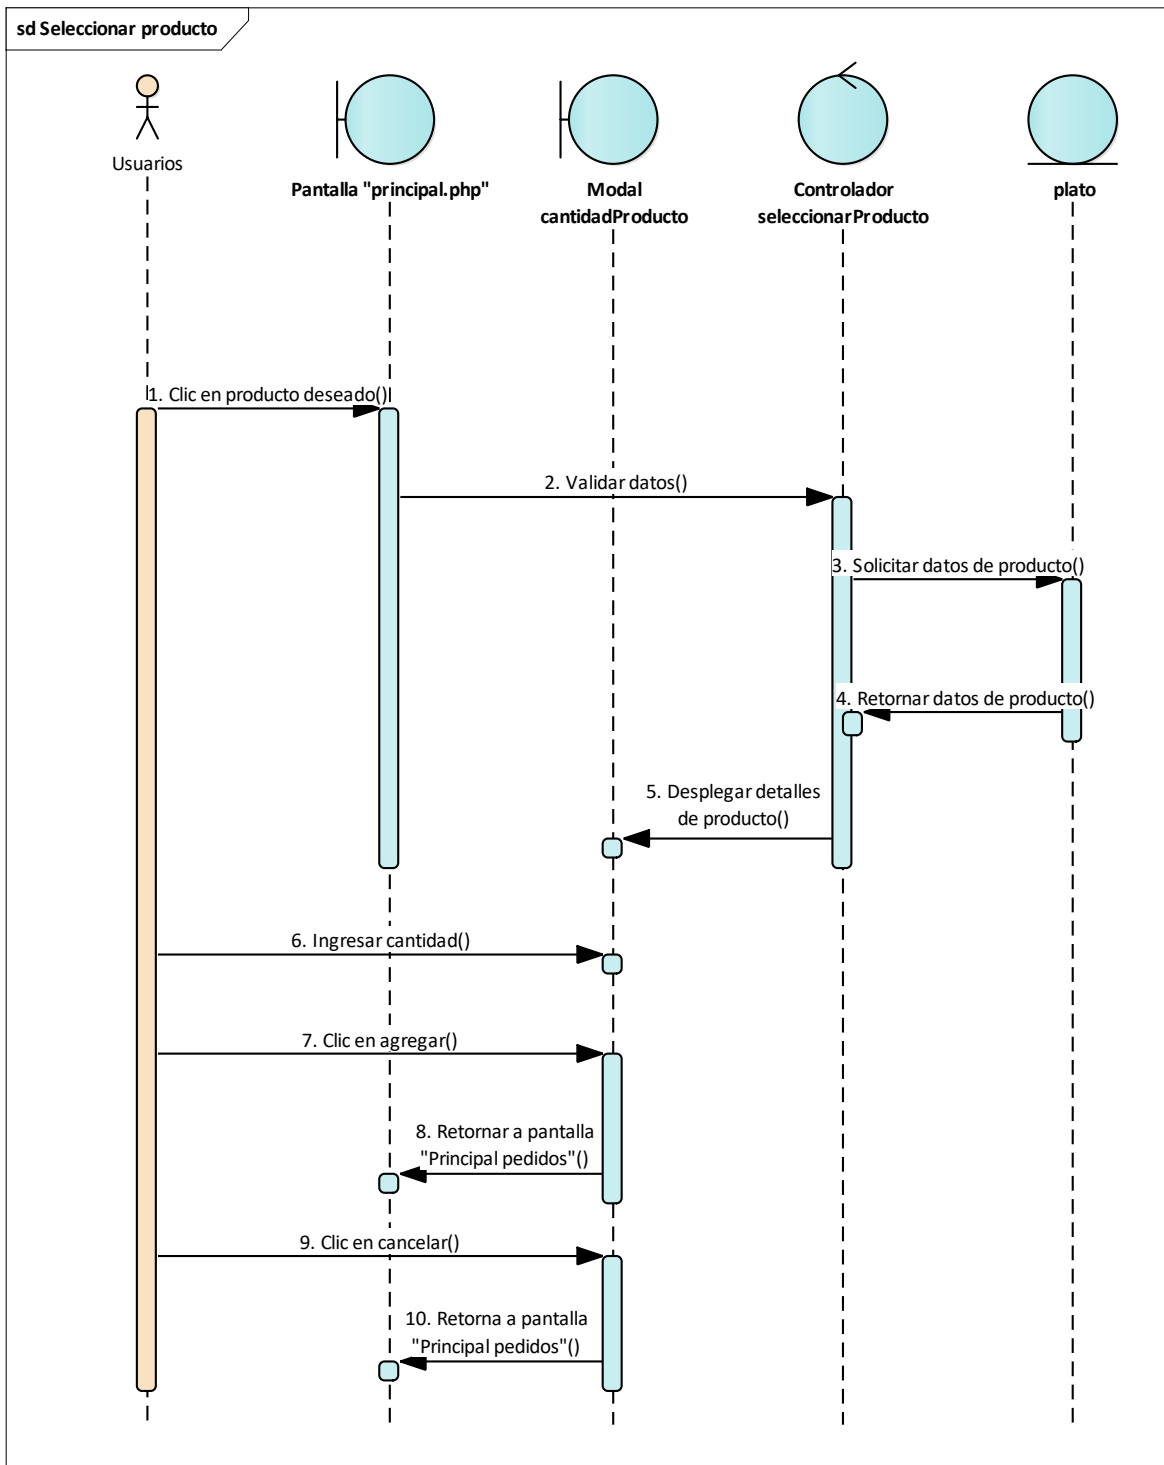 sd Seleccionar producto
Usuarios
Pantalla "principal.php"
Modal
cantidadProducto
Controlador
seleccionarProducto
plato
1. Clic en producto deseado()
2. Validar datos()
3. Solicitar datos de producto()
4. Retornar datos de producto()
5. Desplegar detalles
de producto()
6. Ingresar cantidad()
7. Clic en agregar()
8. Retornar a pantalla
"Principal pedidos"()
9. Clic en cancelar()
10. Retorna a pantalla
"Principal pedidos"()